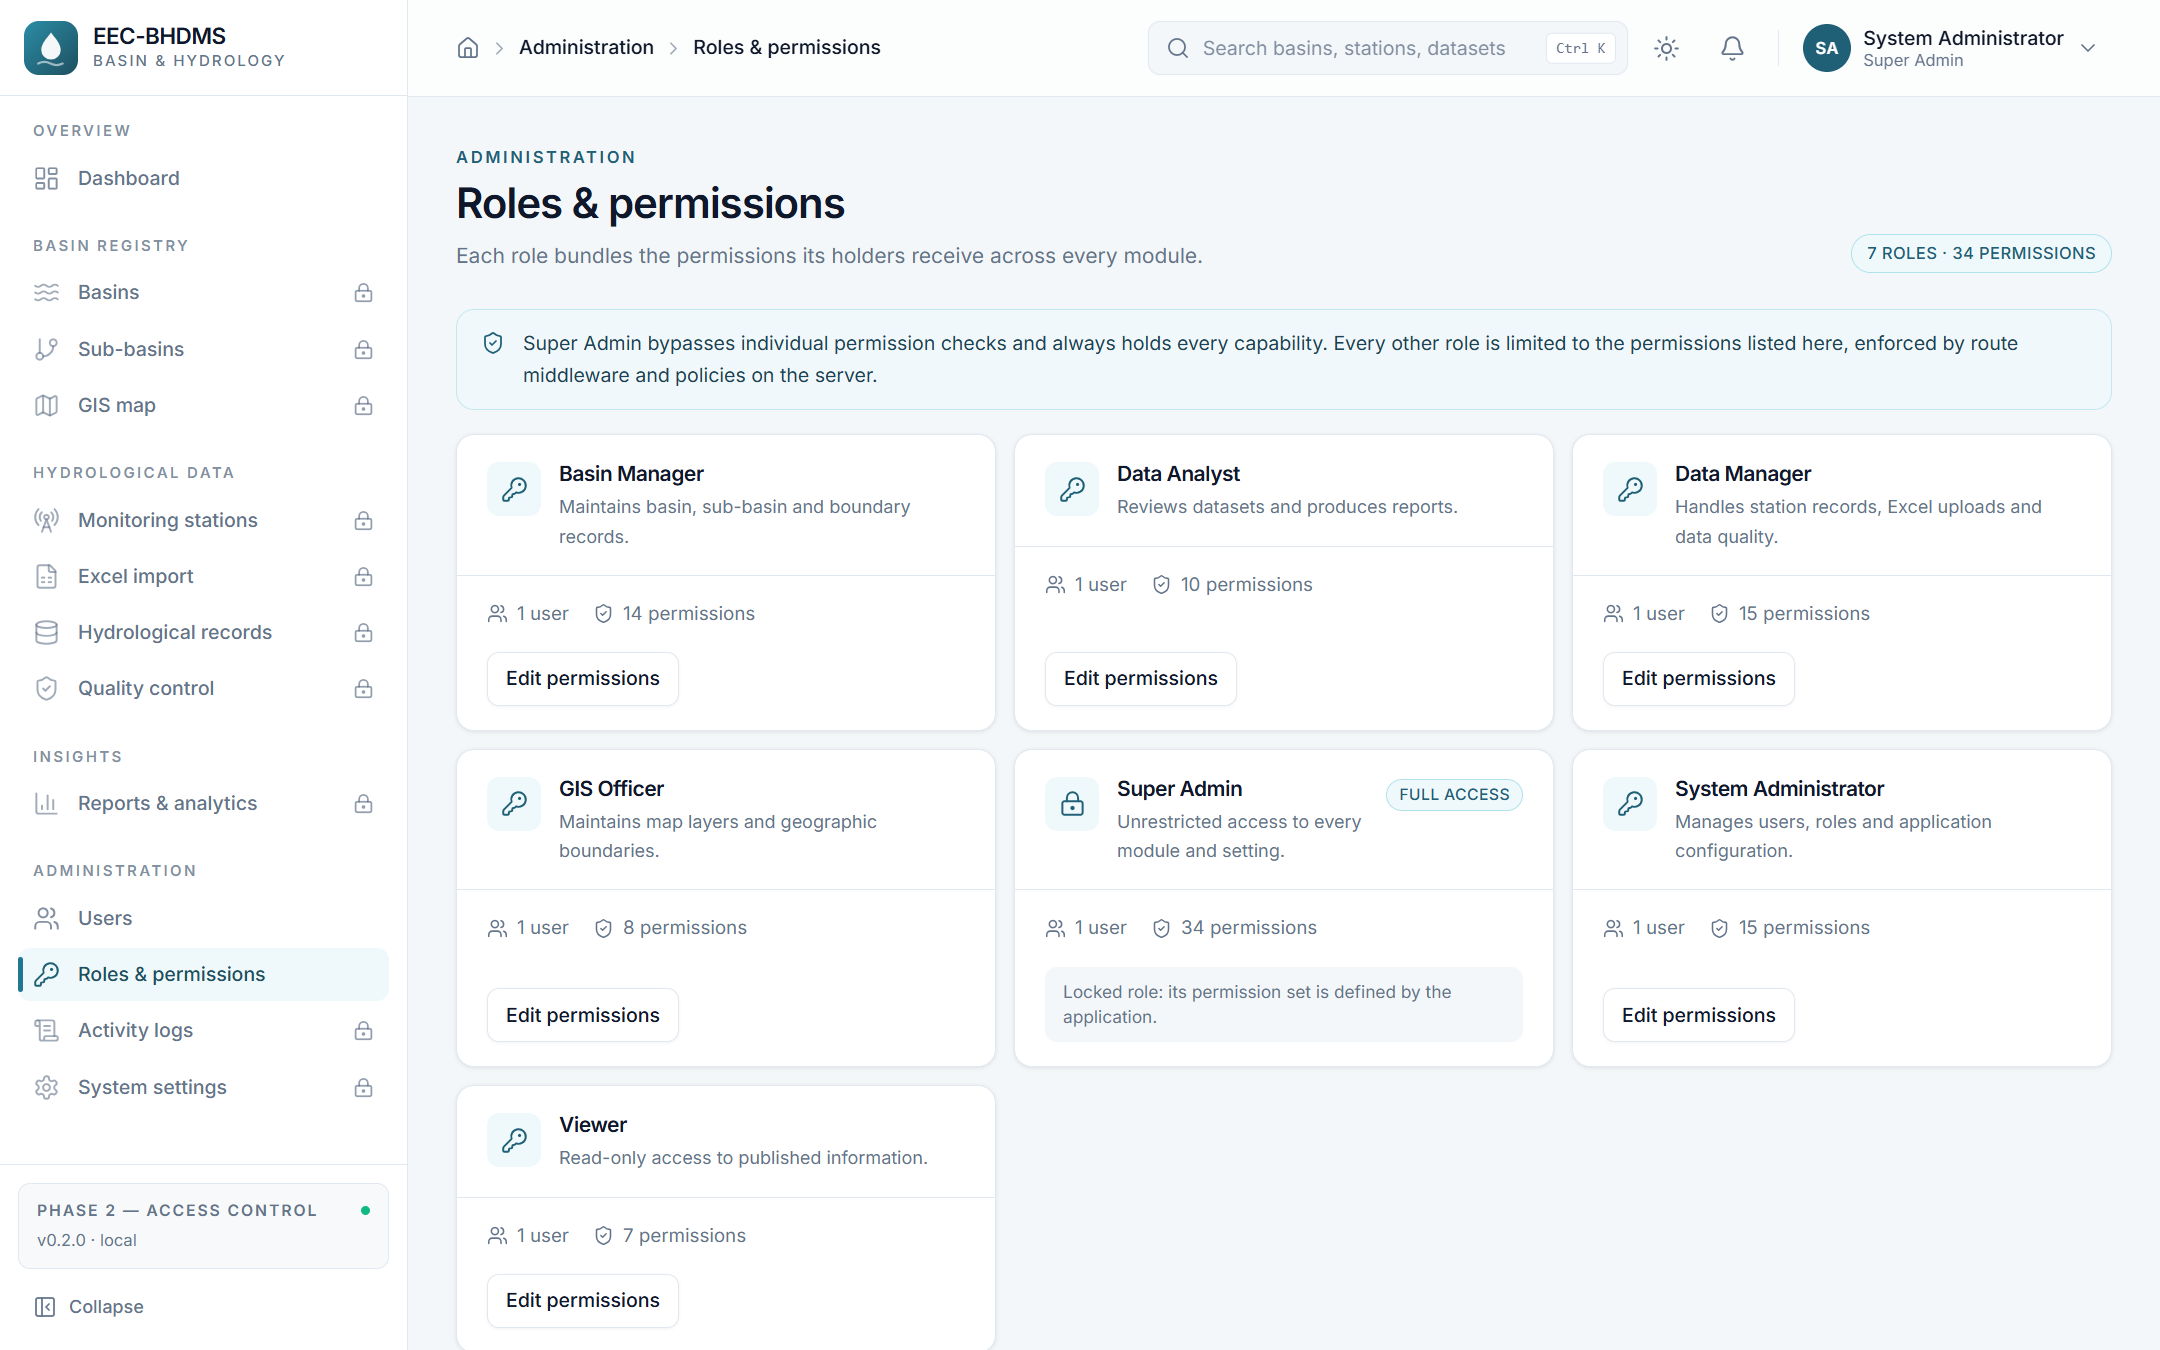 EEC-BHDMS
BASIN & HYDROLOGY
OVERVIEW
Dashboard
BASIN REGISTRY
Basins
Sub-basins
GIS map
HYDROLOGICAL DATA
Monitoring stations
Excel import
Hydrological records
Quality control
INSIGHTS
Reports & analytics
ADMINISTRATION
Users
Roles & permissions
Activity logs
System settings
PHASE 2 — ACCESS CONTROL
v0.2.0 · local
Collapse
Administration
Roles & permissions
Search basins, stations, datasets
Ctrl K
SA
System Administrator
Super Admin
ADMINISTRATION
Roles & permissions
Each role bundles the permissions its holders receive across every module.
7 ROLES · 34 PERMISSIONS
Super Admin bypasses individual permission checks and always holds every capability. Every other role is limited to the permissions listed here, enforced by route
middleware and policies on the server.
Basin Manager
Maintains basin, sub-basin and boundary
records.
1 user
14 permissions
Edit permissions
Data Analyst
Reviews datasets and produces reports.
1 user
10 permissions
Edit permissions
Data Manager
Handles station records, Excel uploads and
data quality.
1 user
15 permissions
Edit permissions
GIS Officer
Maintains map layers and geographic
boundaries.
1 user
8 permissions
Edit permissions
Super Admin
FULL ACCESS
Unrestricted access to every
module and setting.
1 user
34 permissions
Locked role: its permission set is defined by the
application.
System Administrator
Manages users, roles and application
configuration.
1 user
15 permissions
Edit permissions
Viewer
Read-only access to published information.
1 user
7 permissions
Edit permissions